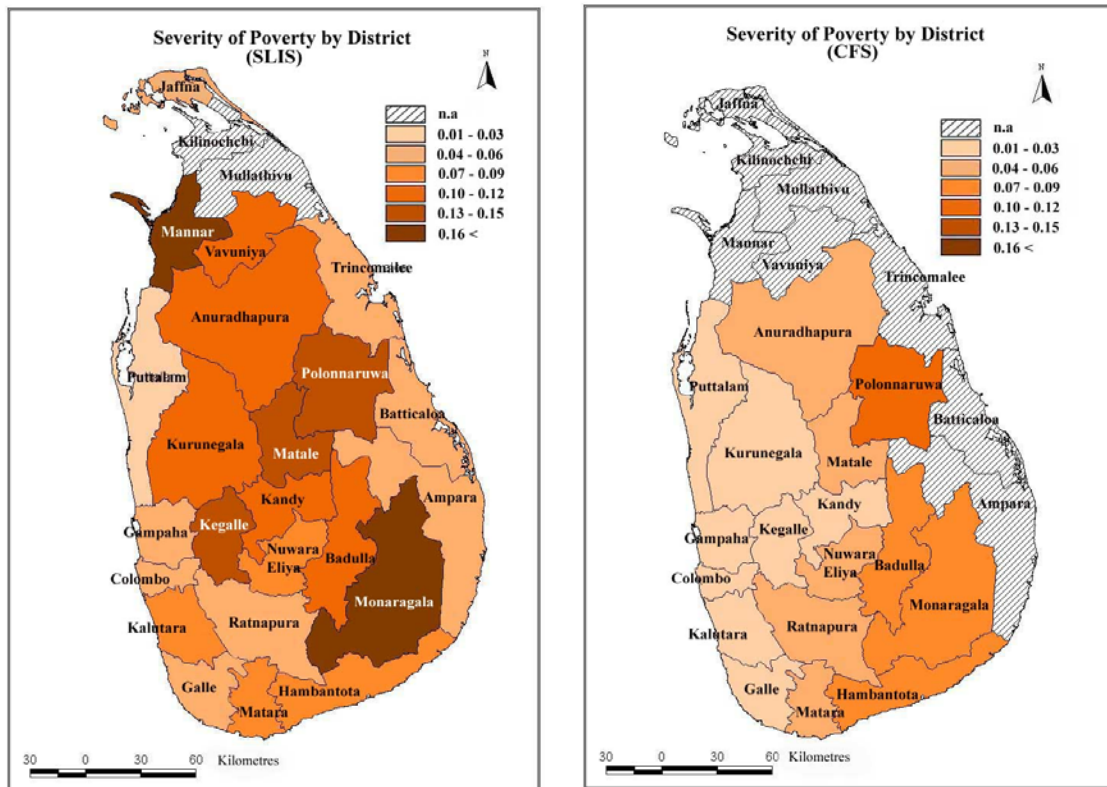 Severity of Poverty by District
(SLIS)
N
Jaffna
n.a
0.01 - 0.03
0.04 - 0.06
0.07 - 0.09
0.10 - 0.12
0.13 - 0.15
0.16 <
Kilinochchi
Mullathivu
Mannar
Vavuniya
Trincomalee
Anuradhapura
Puttalam
Polonnaruwa
Batticaloa
Kurunegala
Matale
Ampara
Kandy
Gampaha
Kegalle
Nuwara
Eliya
Badulla
Colombo
Monaragala
Kalutara
Ratnapura
Galle
Hambantota
Matara
30 0 30 60 Kilometres
Severity of Poverty by District
(CFS)
N
Jaffna
n.a
0.01 - 0.03
0.04 - 0.06
0.07 - 0.09
0.10 - 0.12
0.13 - 0.15
0.16 <
Kilinochchi
Mullathivu
Mannar
Vavuniya
Trincomalee
Anuradhapura
Puttalam
Polonnaruwa
Batticaloa
Kurunegala
Matale
Ampara
Kandy
Kegalle
Gampaha
Nuwara
Eliya
Badulla
Colombo
Monaragala
Kalutara
Ratnapura
Galle
Hambantota
Matara
30 0 30 60 Kilometres